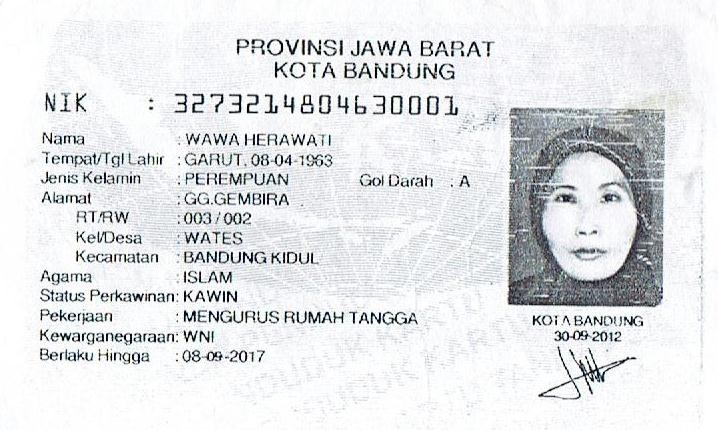 PROVINSI JAWA BARAT
KOTA BANDUNG
NIK : 3273214804630001
Nama : WAWA HERAWATI
Tempat/Tgl Lahir : GARUT, 08-04-1963
Jenis Kelamin : PEREMPUAN Gol Darah : A
Alamat : GG.GEMBIRA
RT/RW : 003 / 002
Kel/Desa : WATES
Kecamatan : BANDUNG KIDUL
Agama : ISLAM
Status Perkawinan: KAWIN
Pekerjaan : MENGURUS RUMAH TANGGA
Kewarganegaraan: WNI
Berlaku Hingga : 08-09-2017
KOTA BANDUNG
30-09-2012